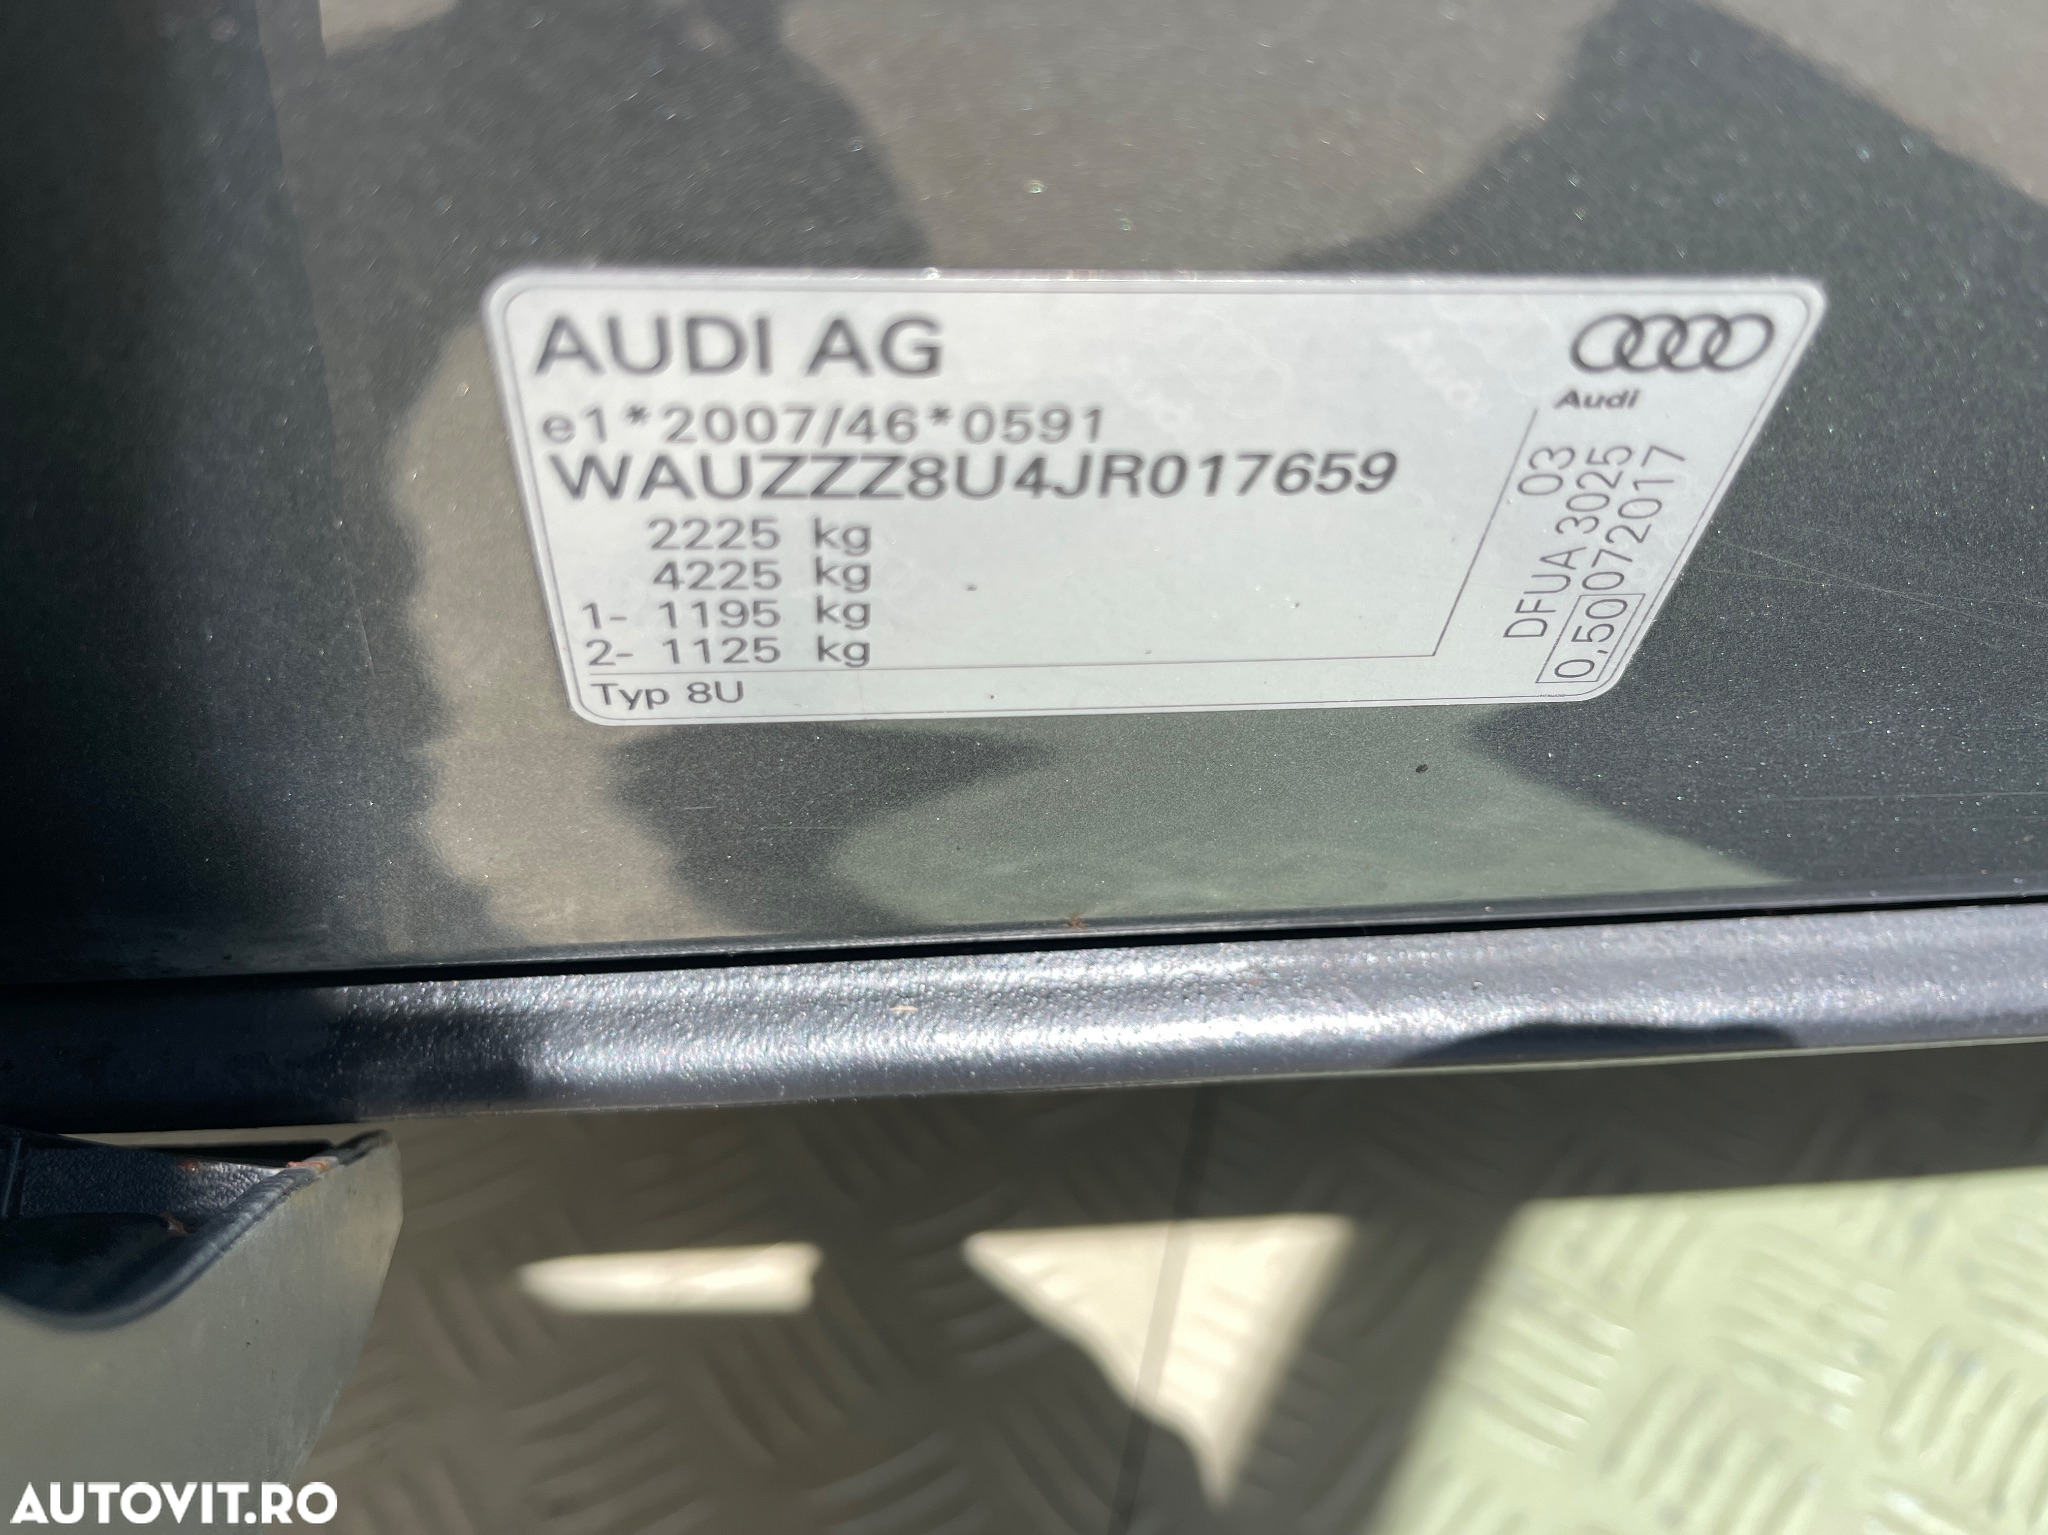 AUDI AG
Audi
e1*2007/46*0591
WAUZZZ8U4JR017659
2225 kg
4225 kg
1- 1195 kg
2- 1125 kg
Typ 8U
03
DFUA 3025
0,50 072017
AUTOVIT.RO